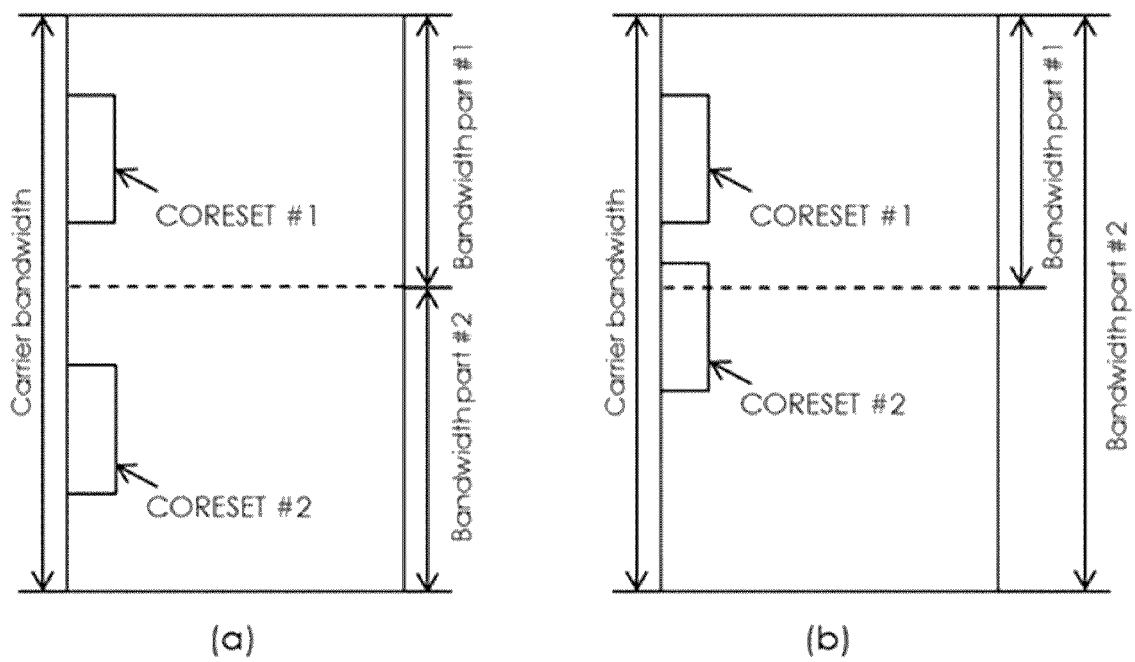 Carrier bandwidth
CORESET #1
CORESET #2
Bandwidth part #1
Bandwidth part #2
(a)
Carrier bandwidth
CORESET #1
CORESET #2
Bandwidth part #1
Bandwidth part #2
(b)